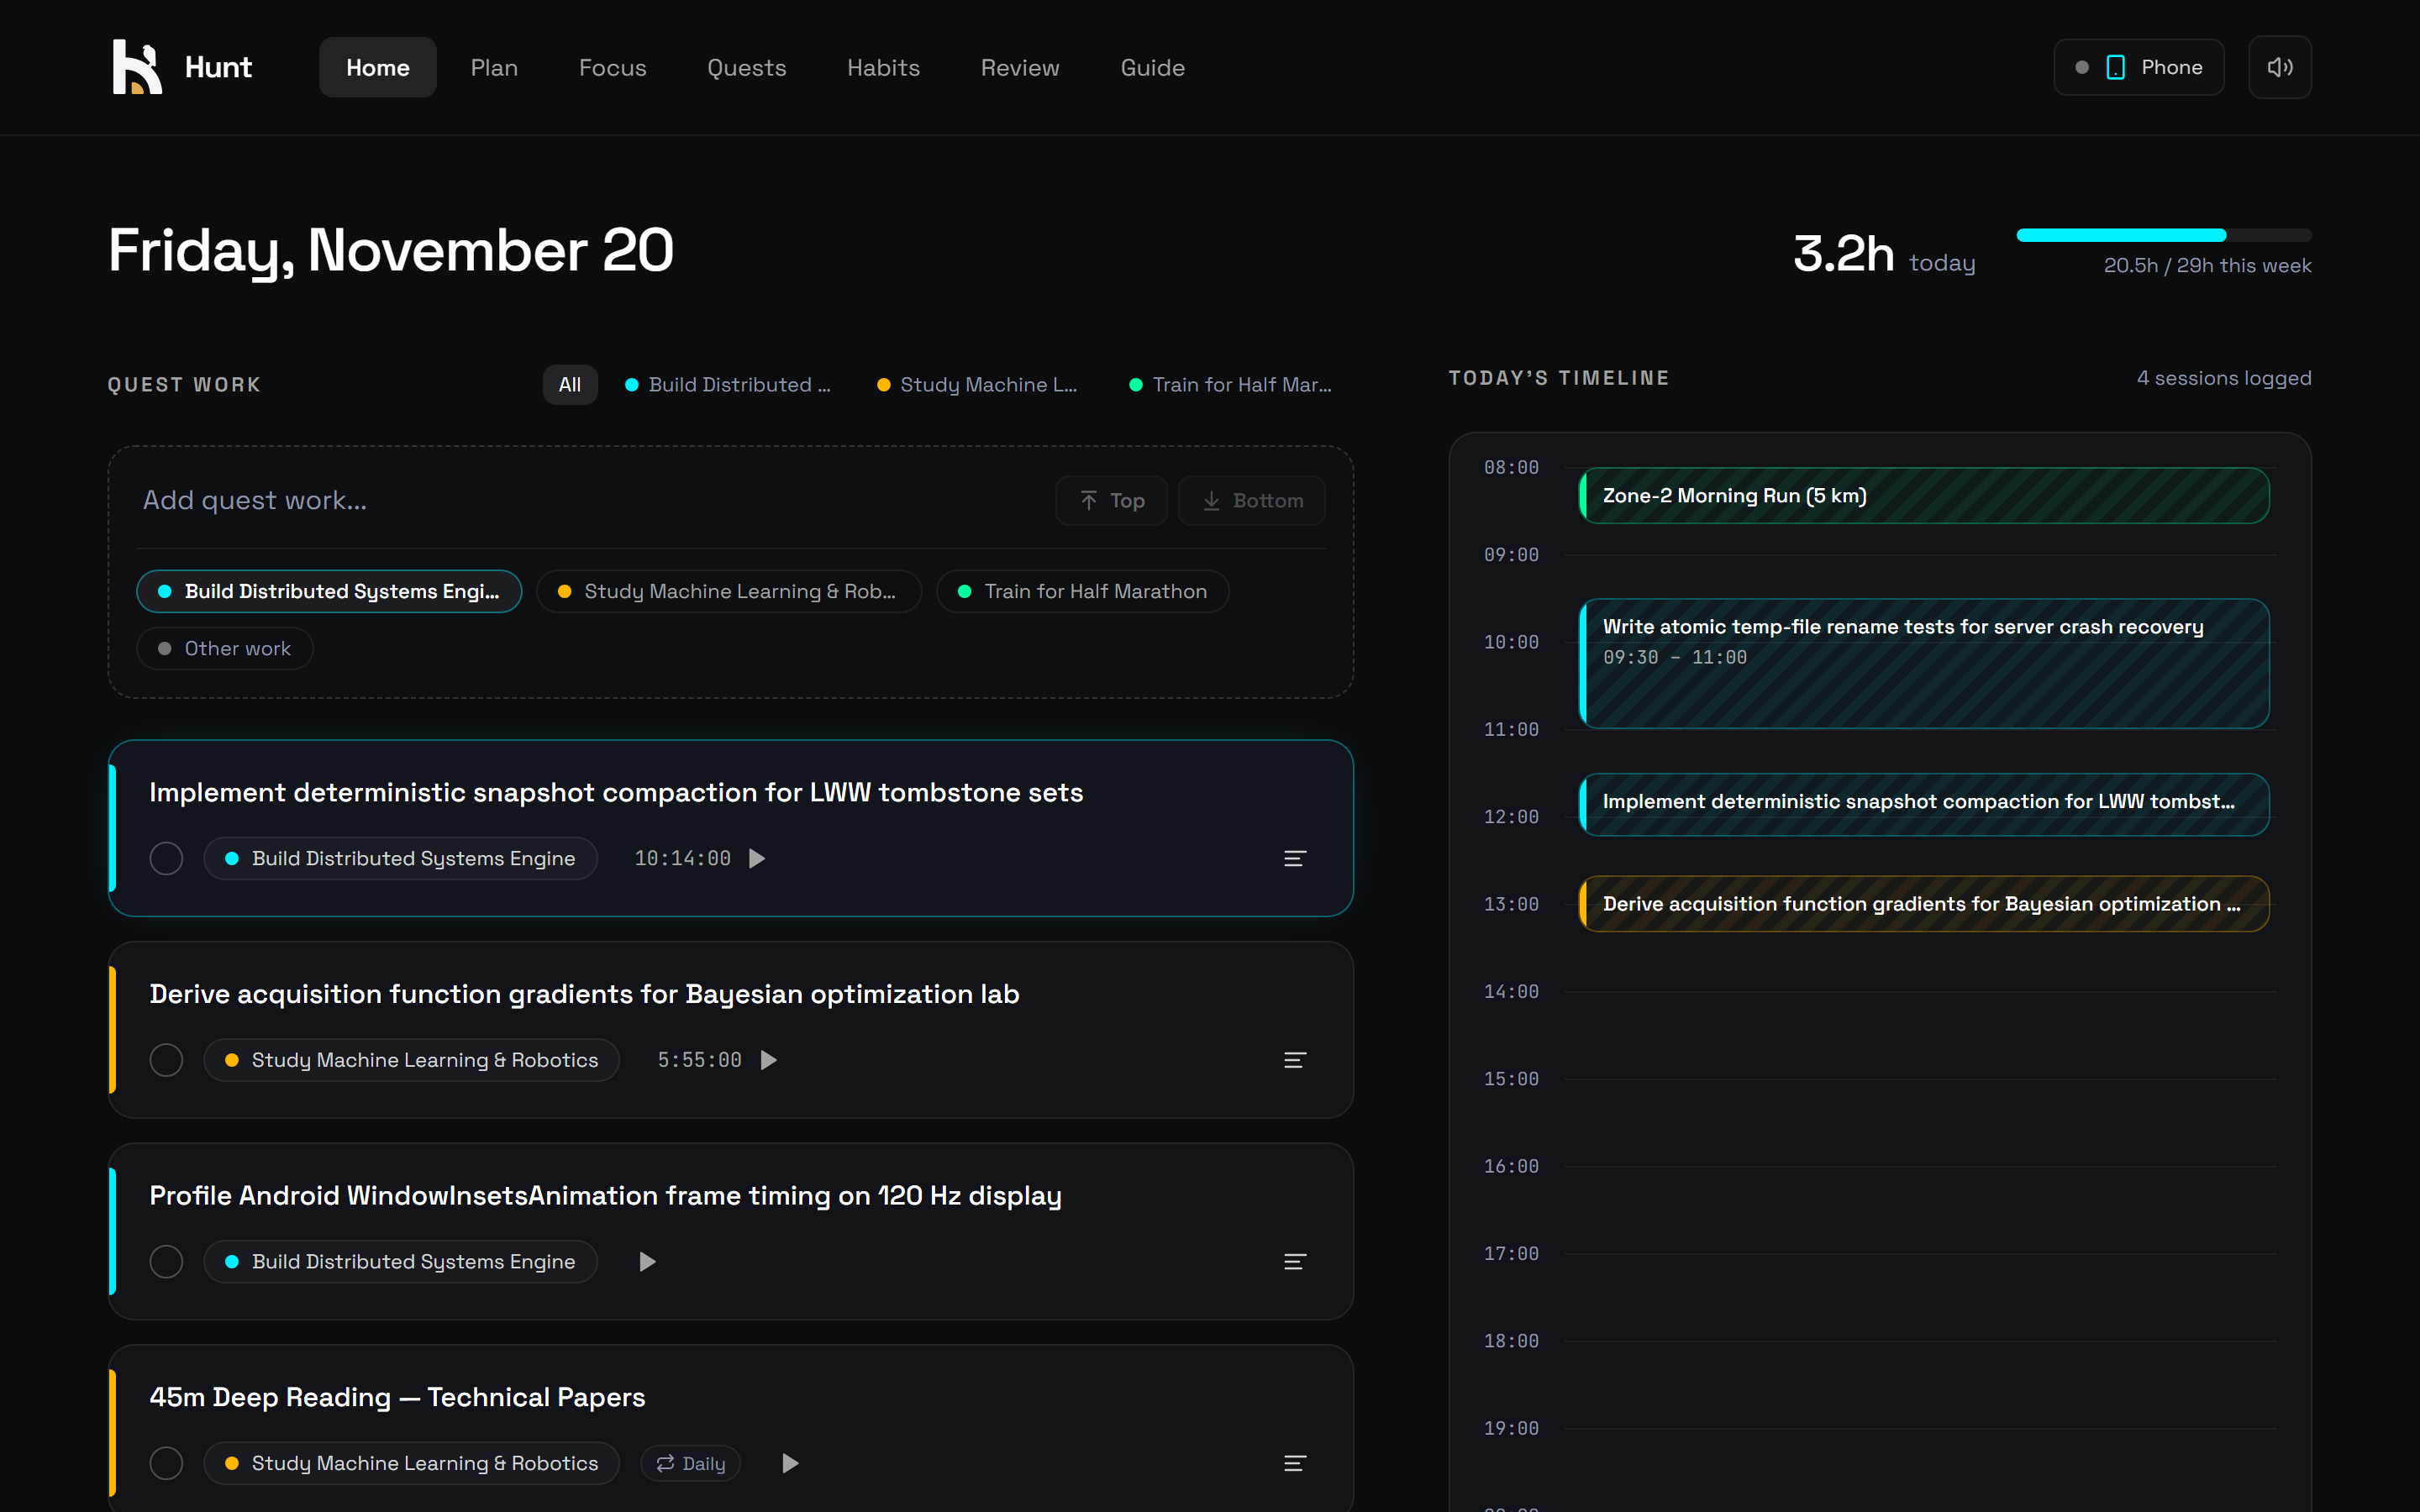 Hunt
Home
Plan
Focus
Quests
Habits
Review
Guide
Phone
Friday, November 20
3.2h today
20.5h / 29h this week
QUEST WORK
All
Build Distributed ...
Study Machine L...
Train for Half Mar...
Add quest work...
Top
Bottom
Build Distributed Systems Engi...
Study Machine Learning & Rob...
Train for Half Marathon
Other work
Implement deterministic snapshot compaction for LWW tombstone sets
Build Distributed Systems Engine
10:14:00
Derive acquisition function gradients for Bayesian optimization lab
Study Machine Learning & Robotics
5:55:00
Profile Android WindowInsetsAnimation frame timing on 120 Hz display
Build Distributed Systems Engine
45m Deep Reading — Technical Papers
Study Machine Learning & Robotics
Daily
TODAY'S TIMELINE
4 sessions logged
08:00
Zone-2 Morning Run (5 km)
09:00
Write atomic temp-file rename tests for server crash recovery
10:00
09:30 – 11:00
11:00
Implement deterministic snapshot compaction for LWW tombst...
12:00
13:00
Derive acquisition function gradients for Bayesian optimization ...
14:00
15:00
16:00
17:00
18:00
19:00